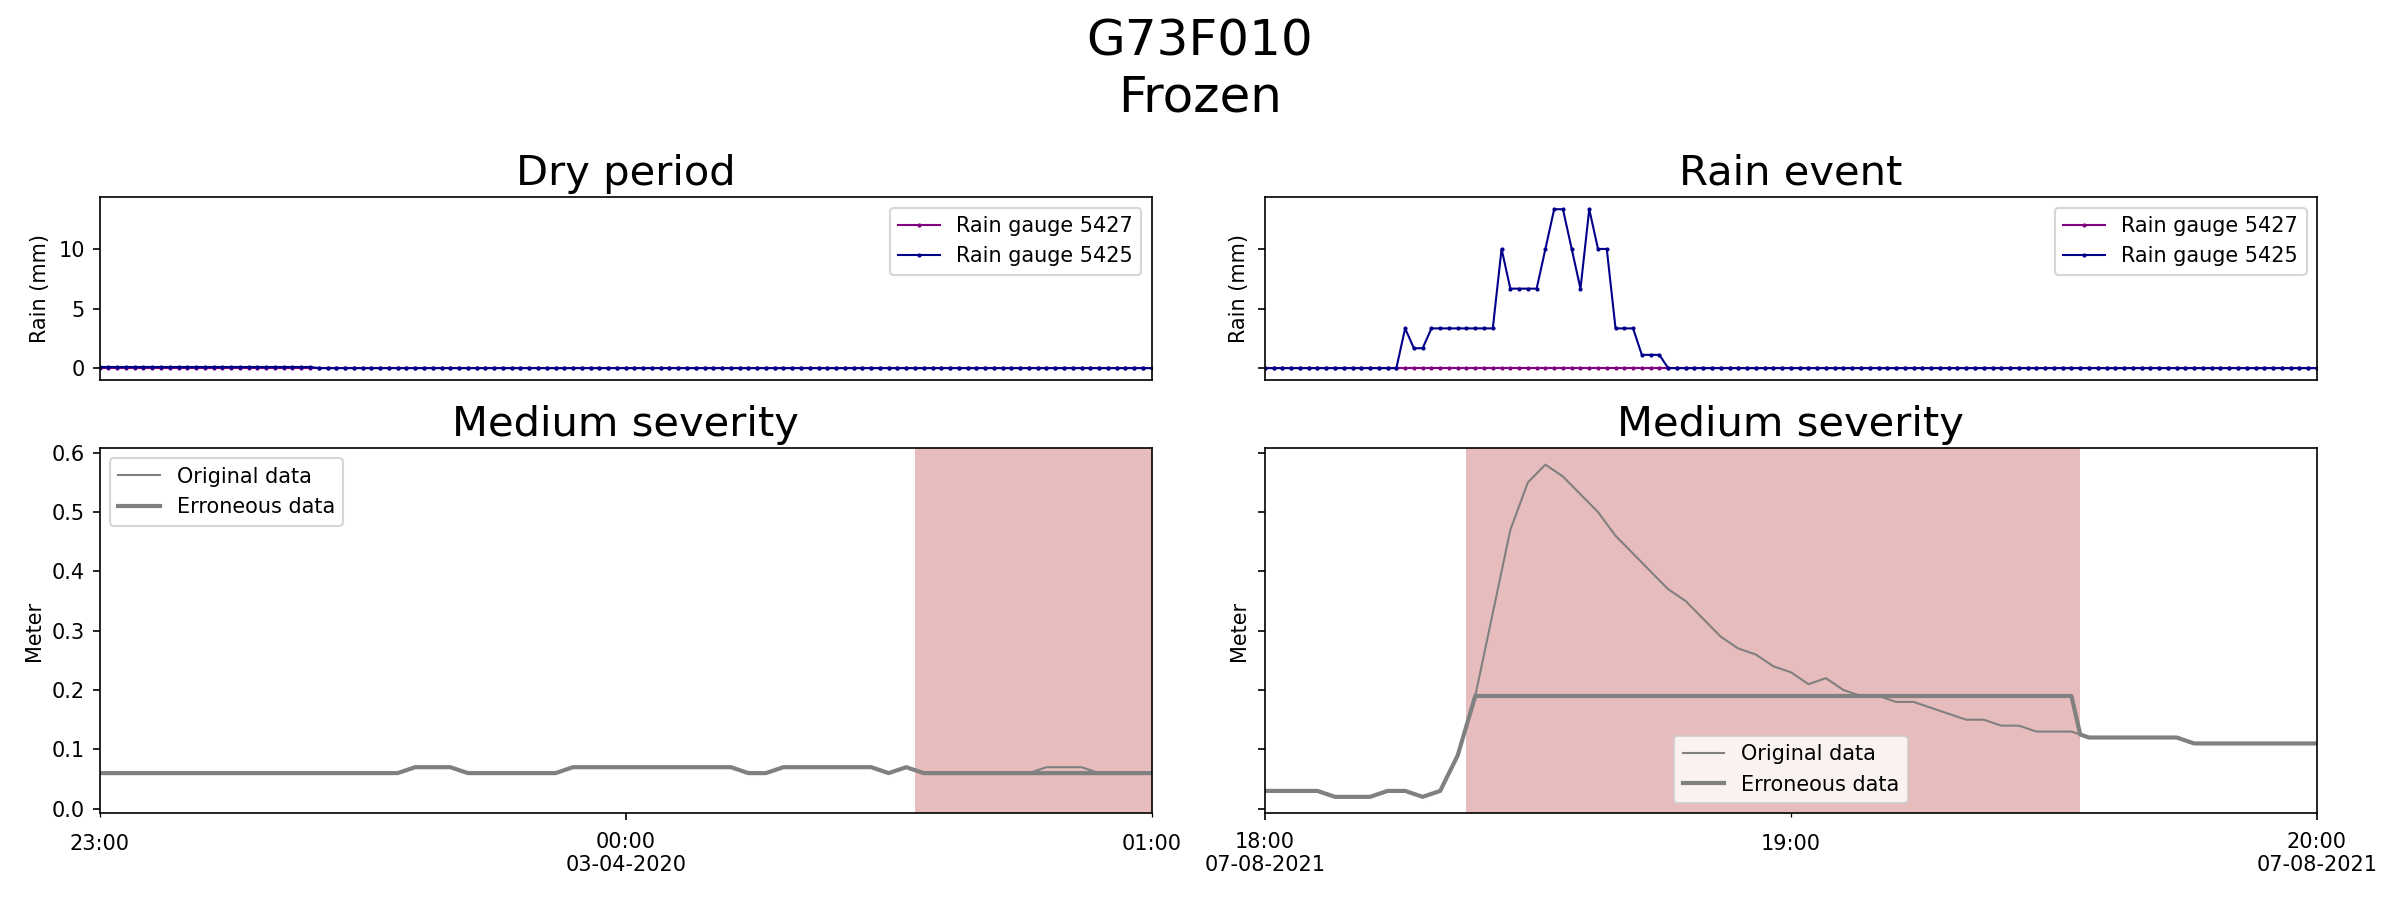 G73F010
Frozen
Dry period
Rain (mm)
10
5
0
Rain gauge 5427
Rain gauge 5425
Rain event
Rain (mm)
Rain gauge 5427
Rain gauge 5425
Medium severity
Meter
0.6
0.5
0.4
0.3
0.2
0.1
0.0
Original data
Erroneous data
23:00
00:00
03-04-2020
01:00
Medium severity
Meter
Original data
Erroneous data
18:00
07-08-2021
19:00
20:00
07-08-2021